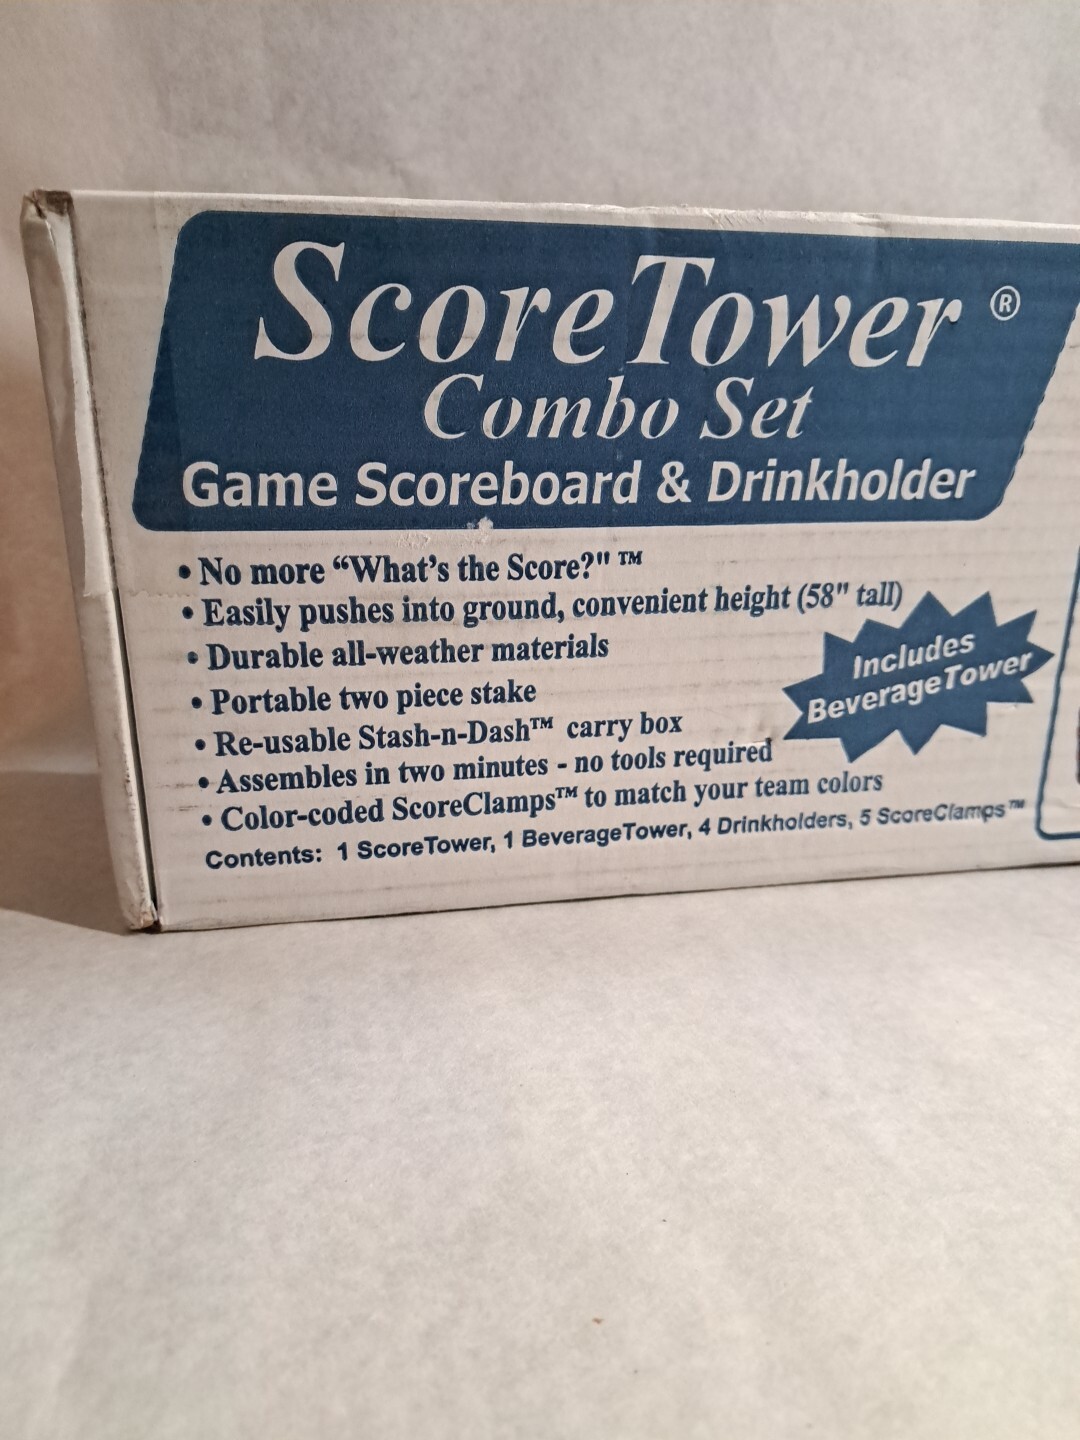 ScoreTower ®
Combo Set
Game Scoreboard & Drinkholder
• No more “What’s the Score?" ™
• Easily pushes into ground, convenient height (58" tall)
• Durable all-weather materials
• Portable two piece stake
• Re-usable Stash-n-Dash™ carry box
• Assembles in two minutes - no tools required
• Color-coded ScoreClamps™ to match your team colors
Contents: 1 ScoreTower, 1 BeverageTower, 4 Drinkholders, 5 ScoreClamps™
Includes
BeverageTower